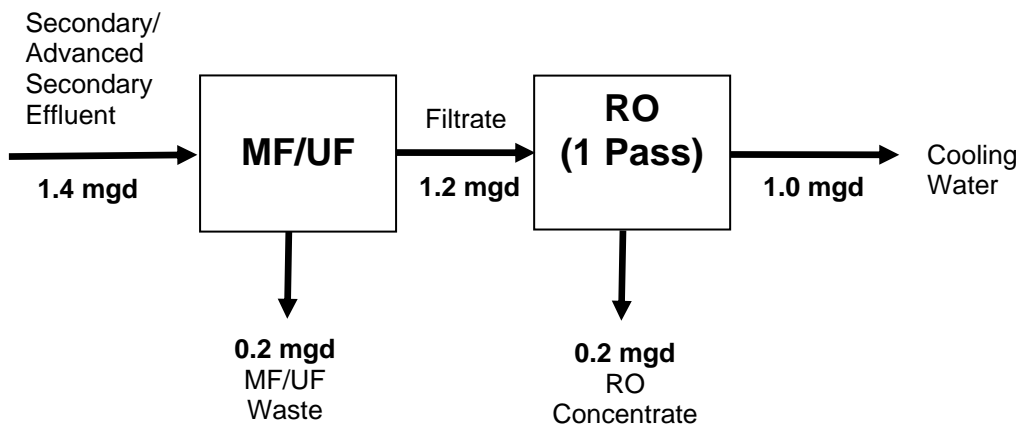 Secondary/
Advanced
Secondary
Effluent
1.4 mgd
MF/UF
Filtrate
1.2 mgd
RO
(1 Pass)
1.0 mgd
Cooling
Water
0.2 mgd
MF/UF
Waste
0.2 mgd
RO
Concentrate